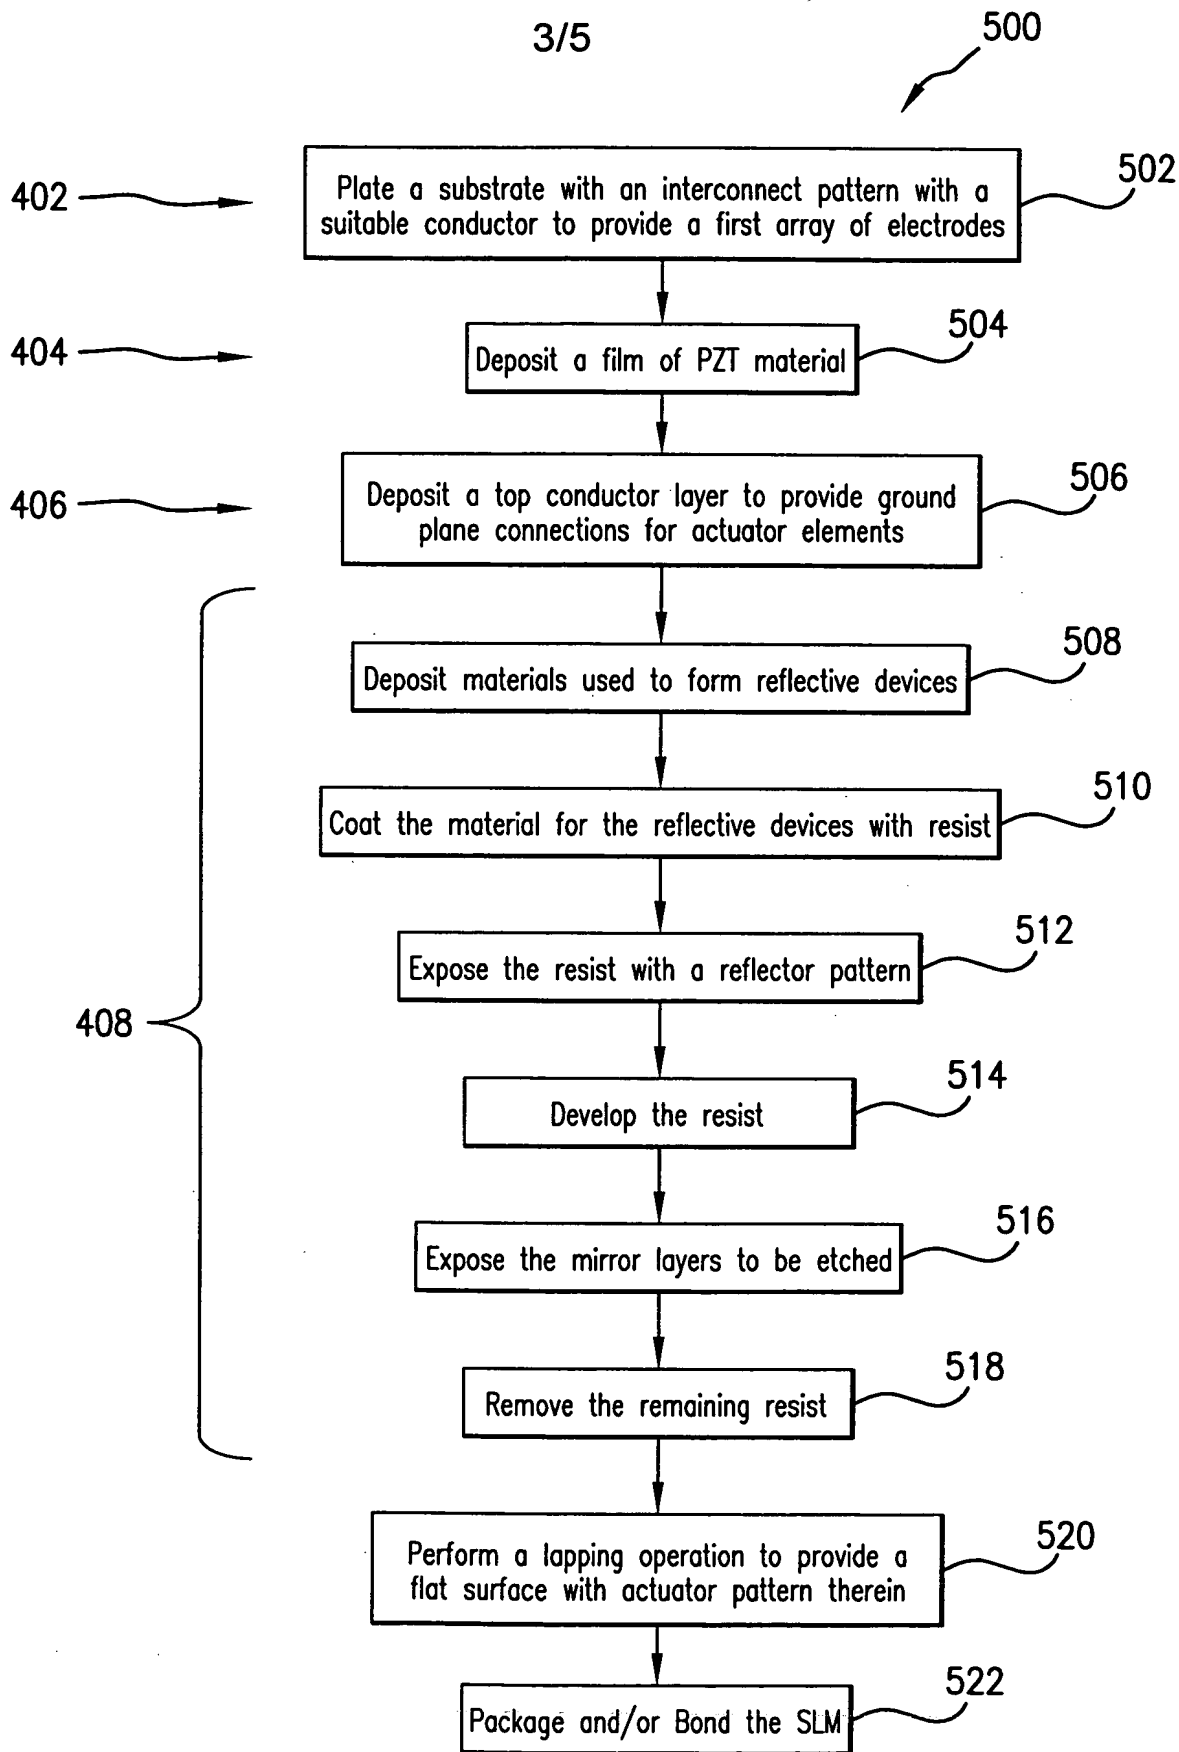 3/5
500
402
Plate a substrate with an interconnect pattern with a
suitable conductor to provide a first array of electrodes
502
404
Deposit a film of PZT material
504
406
Deposit a top conductor layer to provide ground
plane connections for actuator elements
506
408
Deposit materials used to form reflective devices
508
Coat the material for the reflective devices with resist
510
Expose the resist with a reflector pattern
512
Develop the resist
514
Expose the mirror layers to be etched
516
Remove the remaining resist
518
Perform a lapping operation to provide a
flat surface with actuator pattern therein
520
Package and/or Bond the SLM
522